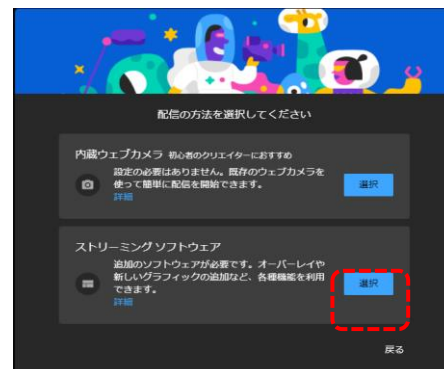 配信の方法を選択してください
内蔵ウェブカメラ 初心者のクリエイターにおすすめ
設定の必要はありません。既存のウェブカメラを
使って簡単に配信を開始できます。
詳細
選択
ストリーミングソフトウェア
追加のソフトウェアが必要です。オーバーレイや
新しいグラフィックの追加など、各種機能を利用
できます。
詳細
選択
戻る